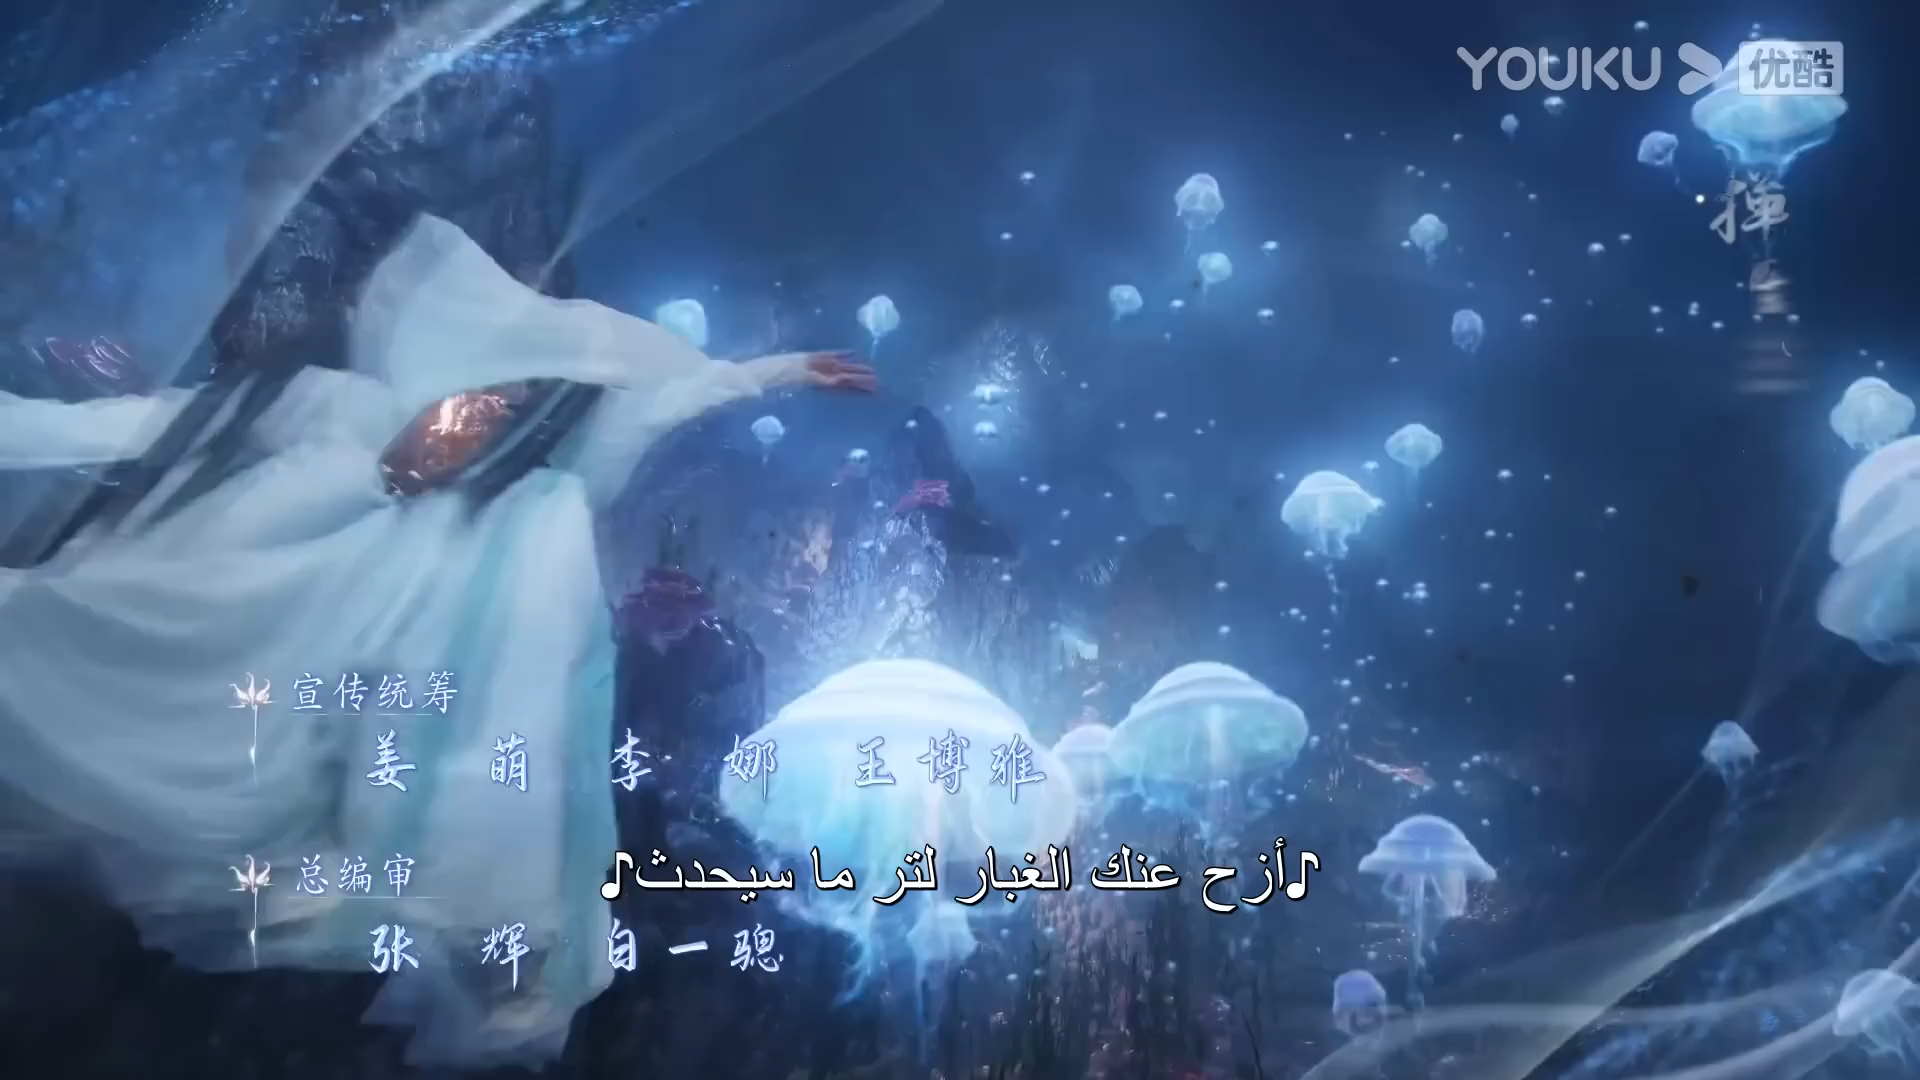 YOUKU 优酷
掸
宣传统筹
姜 萌 李 娜 王博雅
♪أزح عنك الغبار لتر ما سيحدث♪
总编审
张 辉 白一骢